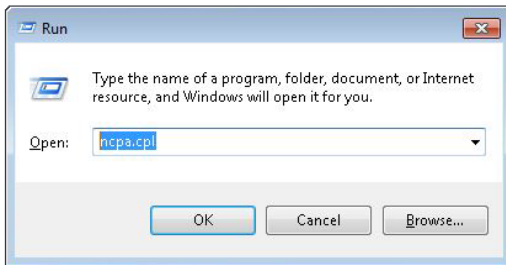 Run
Type the name of a program, folder, document, or Internet
resource, and Windows will open it for you.
Open: ncpa.cpl
OK Cancel Browse...